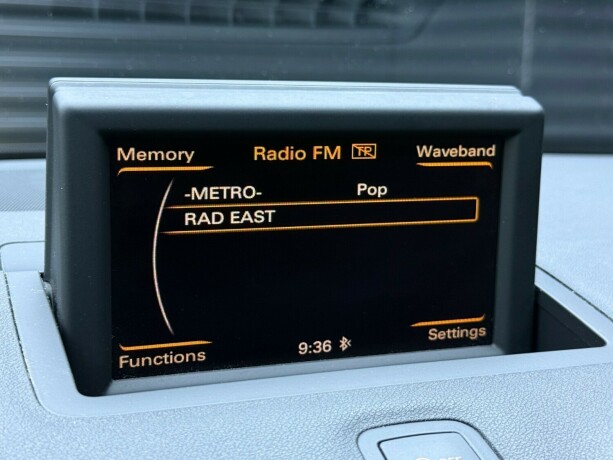 Memory Radio FM TP Waveband
-METRO- Pop
RAD EAST
9:36
Functions Settings